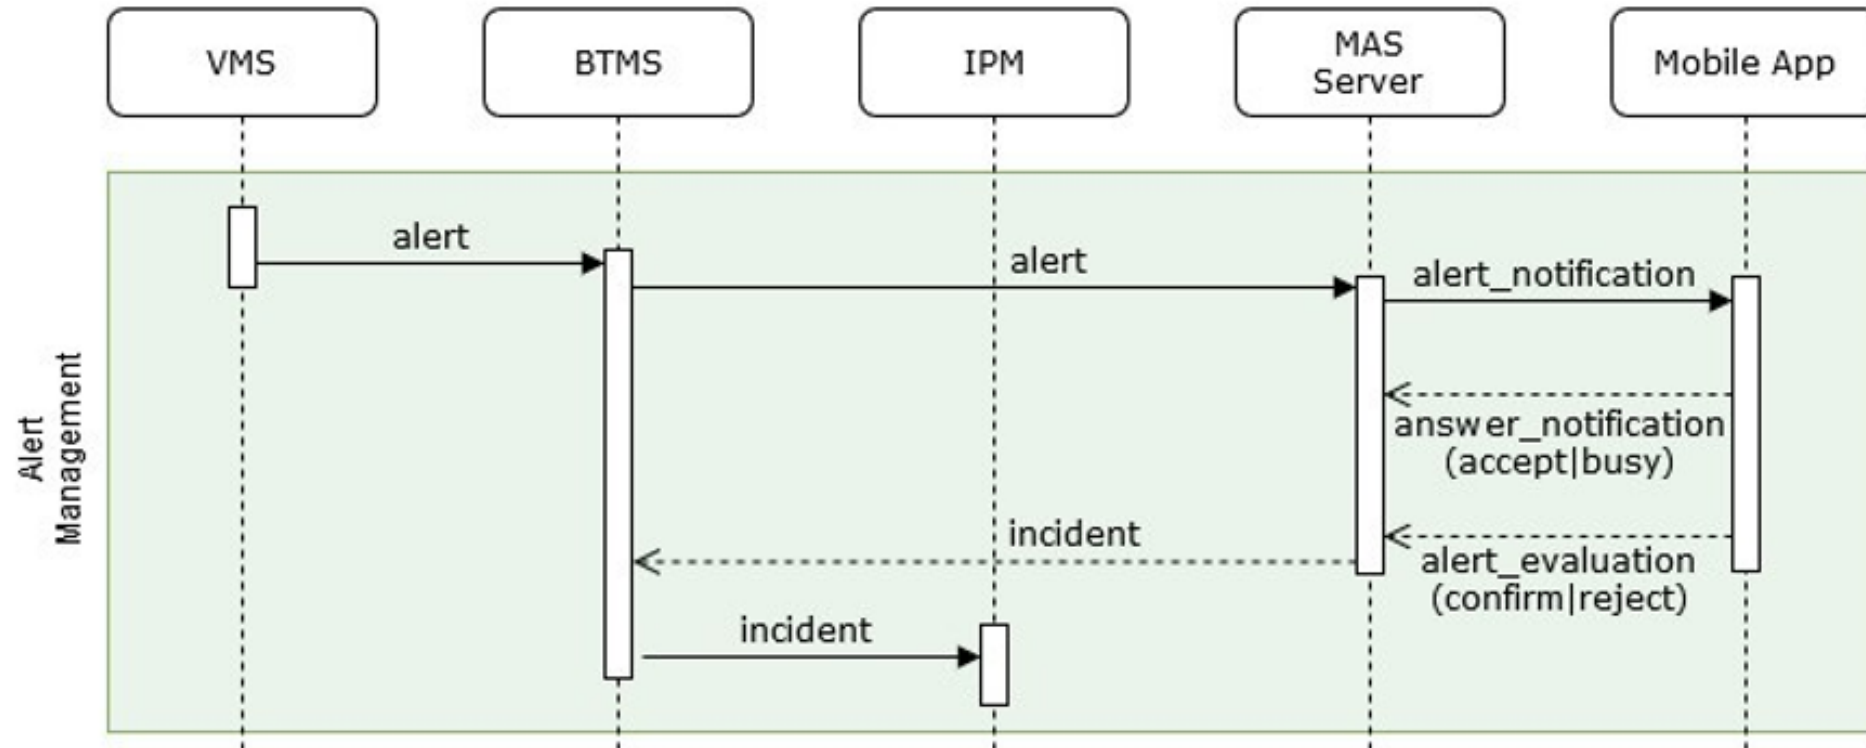 VMS
BTMS
IPM
MAS
Server
Mobile App
alert
alert
alert_notification
answer_notification
(accept|busy)
incident
alert_evaluation
(confirm|reject)
incident
Alert
Management